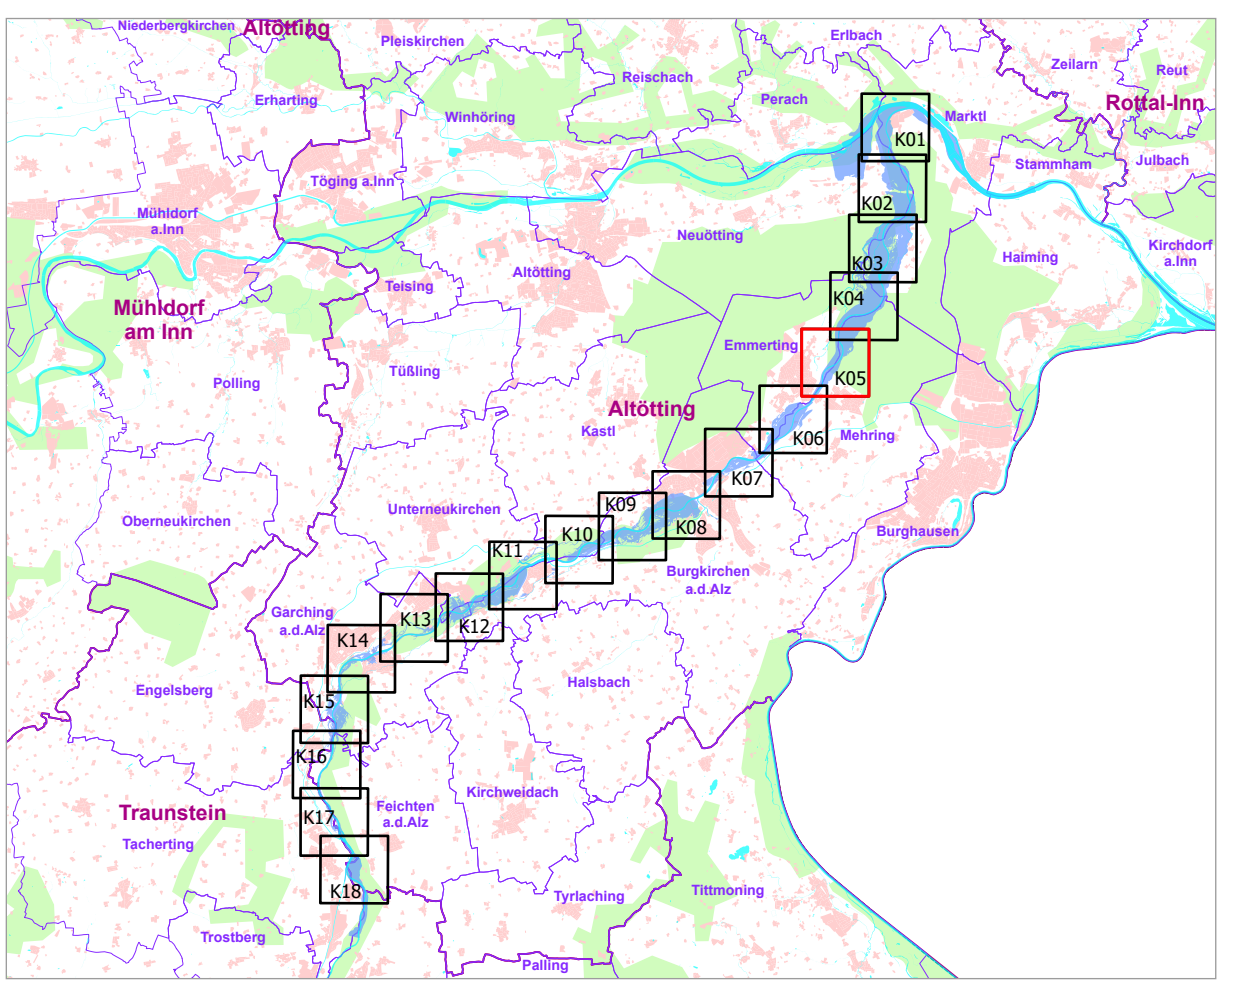 Niederbergkirchen
Altötting
Pleiskirchen
Erlbach
Zeilarn
Reut
Reischach
Erharting
Perach
Rottal-Inn
Winhöring
Marktl
K01
Stammham
Julbach
Töging a.Inn
K02
Mühldorf
a.Inn
Neuötting
Kirchdorf
a.Inn
Haiming
K03
Altötting
Teising
K04
Mühldorf
am Inn
Emmerting
Tüßling
K05
Polling
Altötting
Kastl
K06
Mehring
K07
K09
Unterneukirchen
Oberneukirchen
K08
Burghausen
K10
K11
Burgkirchen
a.d.Alz
Garching
a.d.Alz
K13
K12
K14
Halsbach
Engelsberg
K15
K16
Kirchweidach
Feichten
a.d.Alz
Traunstein
K17
Tacherting
K18
Tittmoning
Tyrlaching
Trostberg
Palling